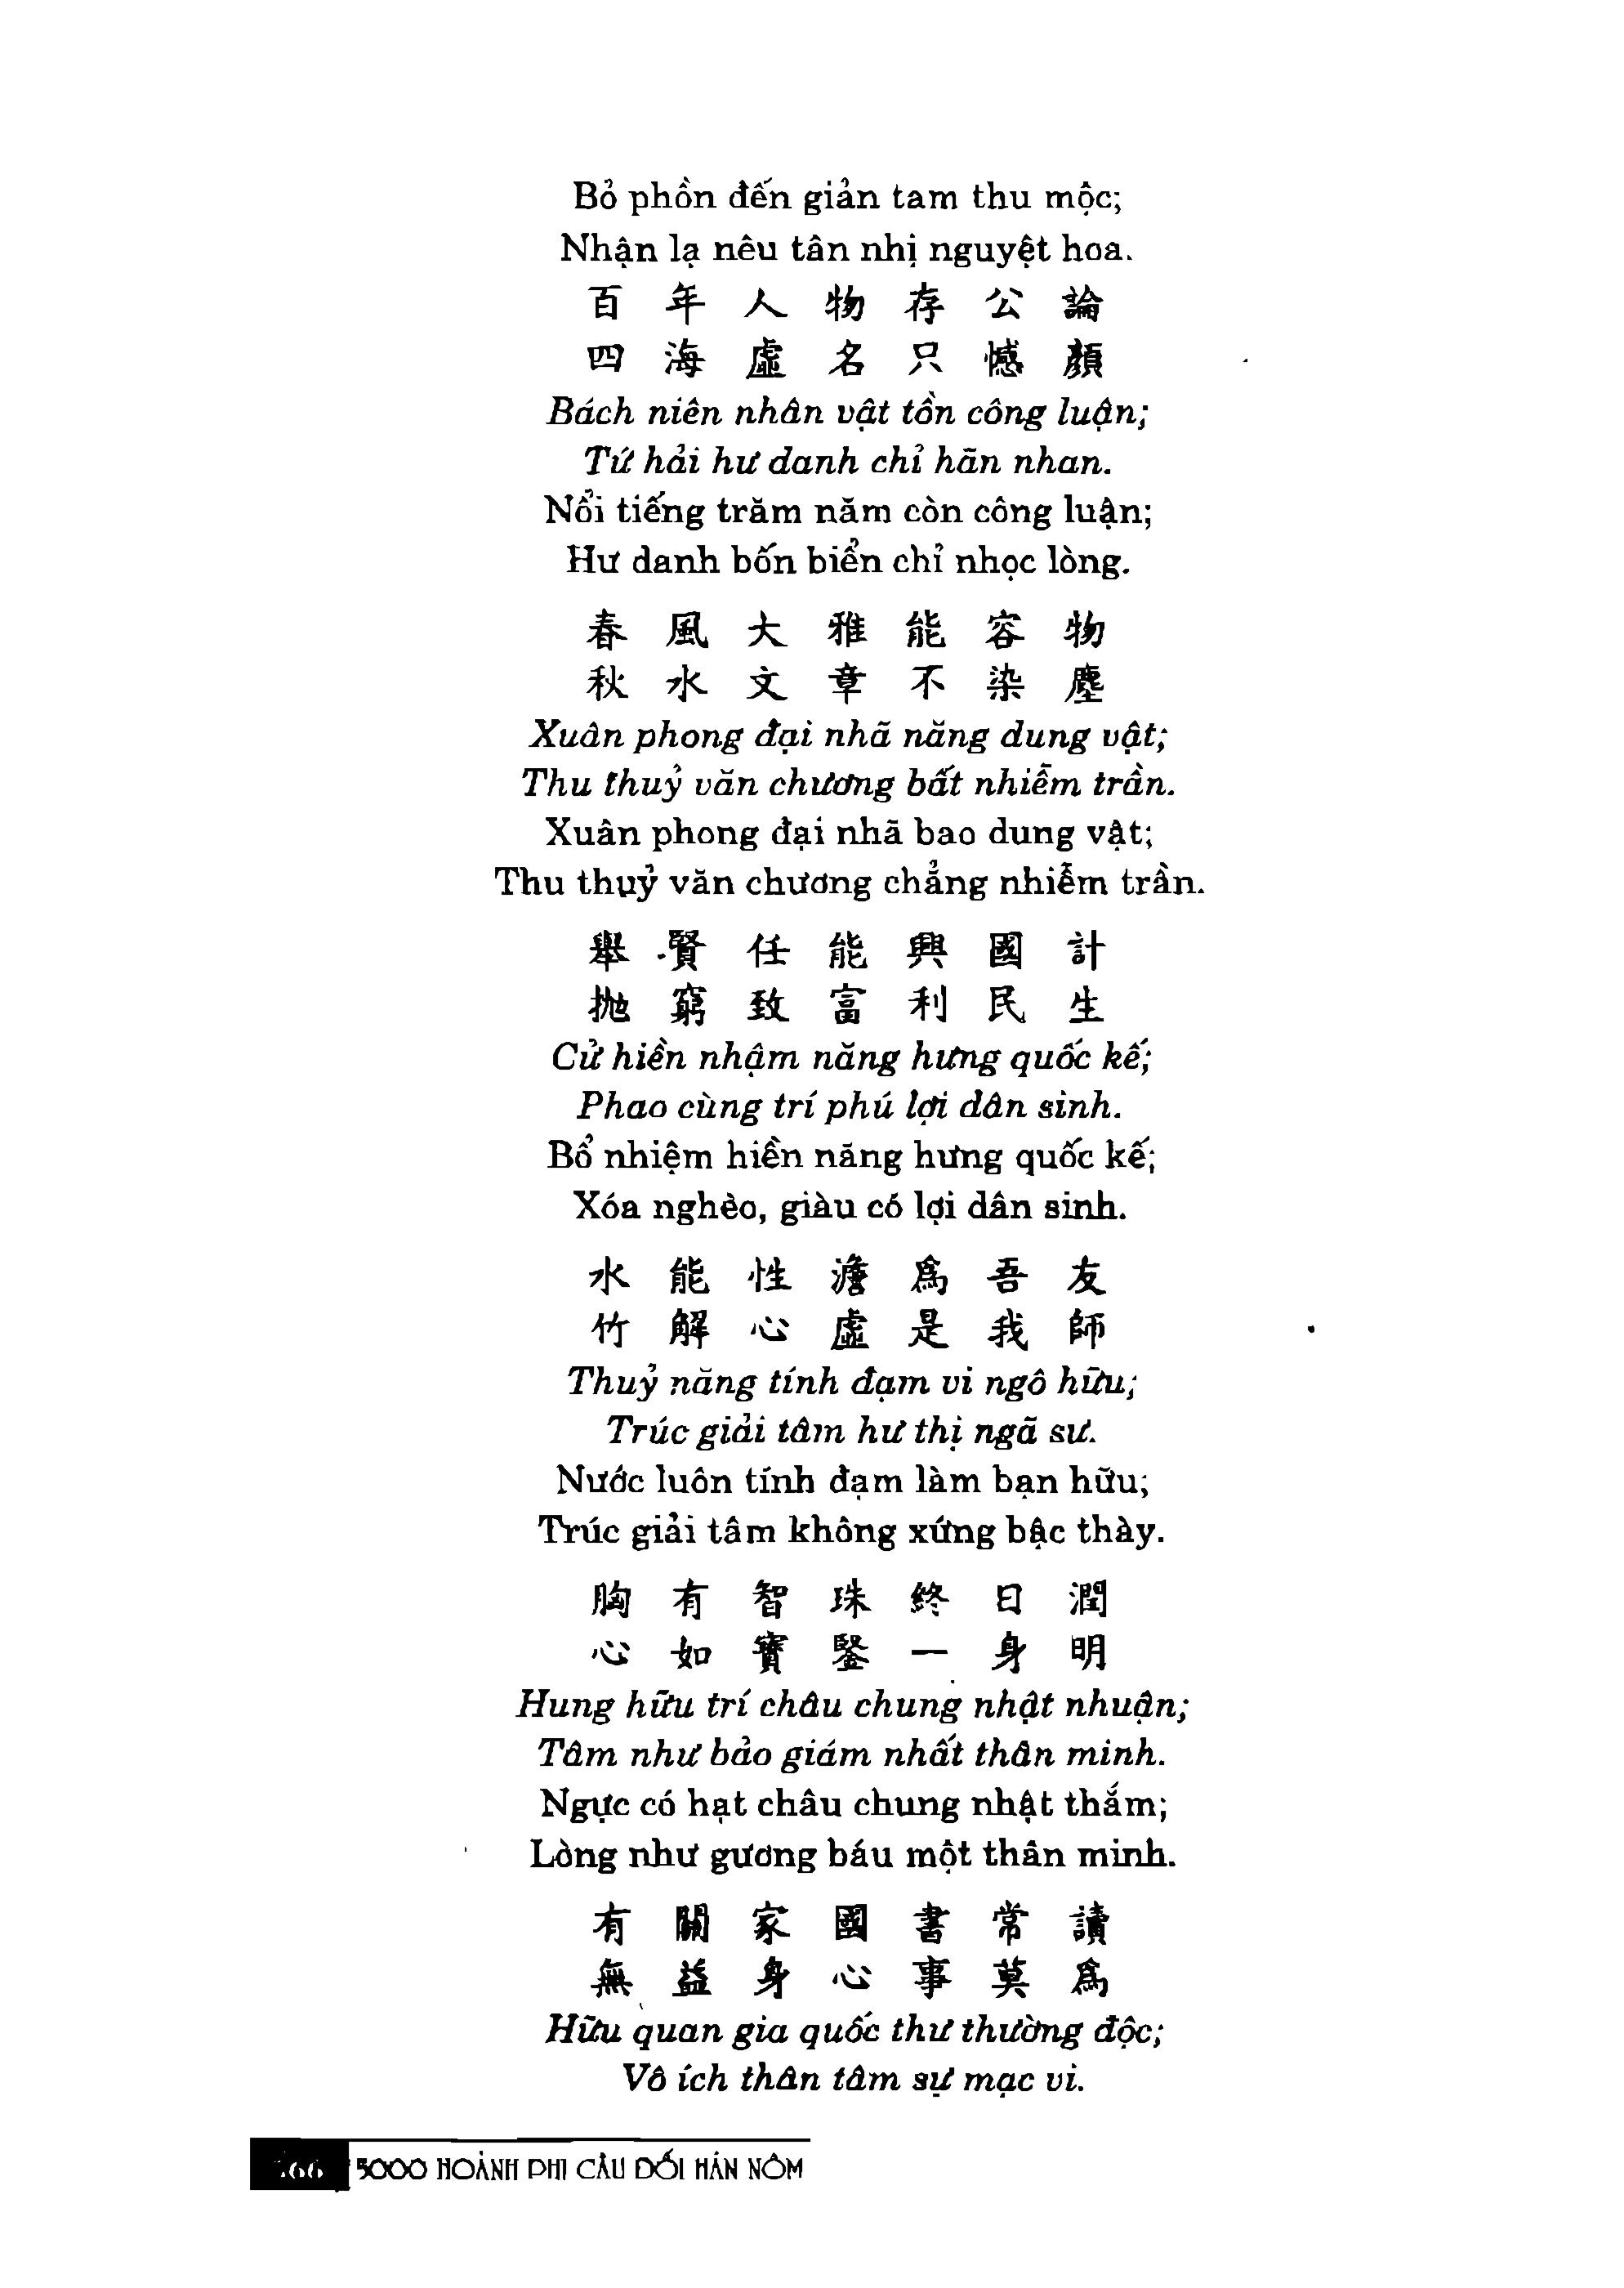 Bỏ phồn đến giản tam thu mộc;
Nhận lạ nêu tân nhị nguyệt hoa.
百 年 人 物 存 公 論
四 海 虛 名 只 憾 顏
Bách niên nhân vật tồn công luận;
Tứ hải hư danh chỉ hãn nhan.
Nổi tiếng trăm năm còn công luận;
Hư danh bốn biển chỉ nhọc lòng.
春 風 大 雅 能 容 物
秋 水 文 章 不 染 塵
Xuân phong đại nhã năng dung vật;
Thu thuỷ văn chương bất nhiễm trần.
Xuân phong đại nhã bao dung vật;
Thu thuỷ văn chương chẳng nhiễm trần.
舉 賢 任 能 興 國 計
拋 窮 致 富 利 民 生
Cử hiền nhậm năng hưng quốc kế;
Phao cùng trí phú lợi dân sinh.
Bổ nhiệm hiền năng hưng quốc kế;
Xóa nghèo, giàu có lợi dân sinh.
水 能 性 澹 爲 吾 友
竹 解 心 虛 是 我 師
Thuỷ năng tính đạm vi ngô hữu;
Trúc giải tâm hư thị ngã sư.
Nước luôn tính đạm làm bạn hữu;
Trúc giải tâm không xứng bậc thày.
胸 有 智 珠 終 日 潤
心 如 寶 鑒 一 身 明
Hung hữu trí châu chung nhật nhuận;
Tâm như bảo giám nhất thân minh.
Ngực có hạt châu chung nhật thắm;
Lòng như gương báu một thân minh.
有 關 家 國 書 常 讀
無 益 身 心 事 莫 爲
Hữu quan gia quốc thư thường độc;
Vô ích thân tâm sự mạc vi.
5000 HOÀNH PHI CÂU ĐỐI HÁN NÔM